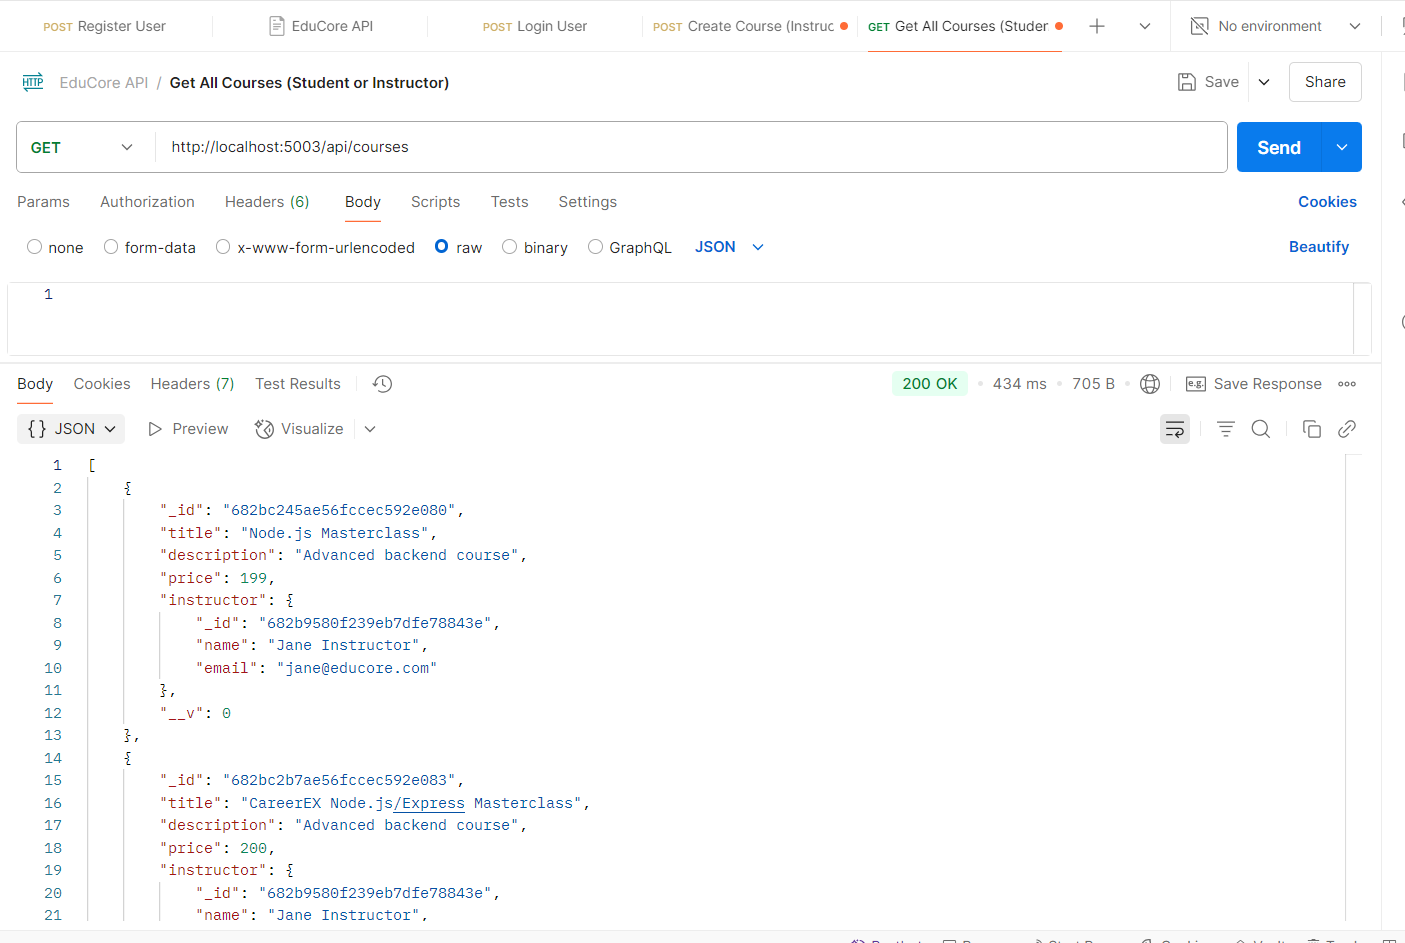 POST Register User
EduCore API
POST Login User
POST Create Course (Instruc
GET Get All Courses (Studer
No environment
HTTP EduCore API / Get All Courses (Student or Instructor)
Save
Share
GET
http://localhost:5003/api/courses
Send
Params Authorization Headers (6) Body Scripts Tests Settings
Cookies
none form-data x-www-form-urlencoded raw binary GraphQL JSON
Beautify
1
Body Cookies Headers (7) Test Results
200 OK • 434 ms • 705 B •
e.g. Save Response
{} JSON Preview Visualize
1 [
2 {
3 "_id": "682bc245ae56fccec592e080",
4 "title": "Node.js Masterclass",
5 "description": "Advanced backend course",
6 "price": 199,
7 "instructor": {
8 "_id": "682b9580f239eb7dfe78843e",
9 "name": "Jane Instructor",
10 "email": "jane@educore.com"
11 },
12 "__v": 0
13 },
14 {
15 "_id": "682bc2b7ae56fccec592e083",
16 "title": "CareerEX Node.js/Express Masterclass",
17 "description": "Advanced backend course",
18 "price": 200,
19 "instructor": {
20 "_id": "682b9580f239eb7dfe78843e",
21 "name": "Jane Instructor",